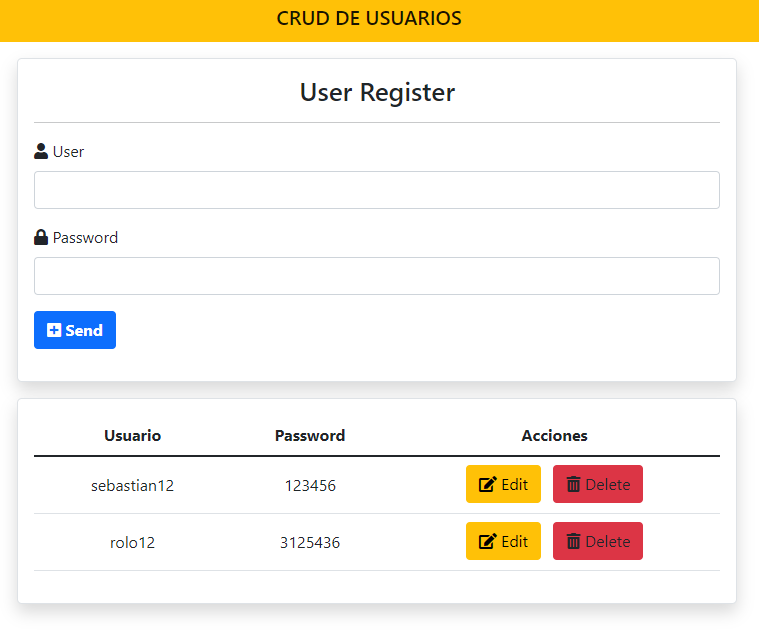 CRUD DE USUARIOS
User Register
User
Password
Send
Usuario Password Acciones
sebastian12 123456 Edit Delete
rolo12 3125436 Edit Delete